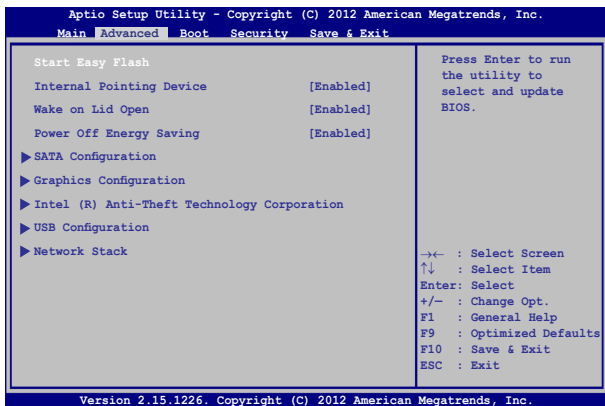 Aptio Setup Utility - Copyright (C) 2012 American Megatrends, Inc.
Main Advanced Boot Security Save & Exit
Start Easy Flash
Internal Pointing Device [Enabled]
Wake on Lid Open [Enabled]
Power Off Energy Saving [Enabled]
SATA Configuration
Graphics Configuration
Intel (R) Anti-Theft Technology Corporation
USB Configuration
Network Stack
Press Enter to run
the utility to
select and update
BIOS.
→← : Select Screen
↑↓ : Select Item
Enter: Select
+/— : Change Opt.
F1 : General Help
F9 : Optimized Defaults
F10 : Save & Exit
ESC : Exit
Version 2.15.1226. Copyright (C) 2012 American Megatrends, Inc.